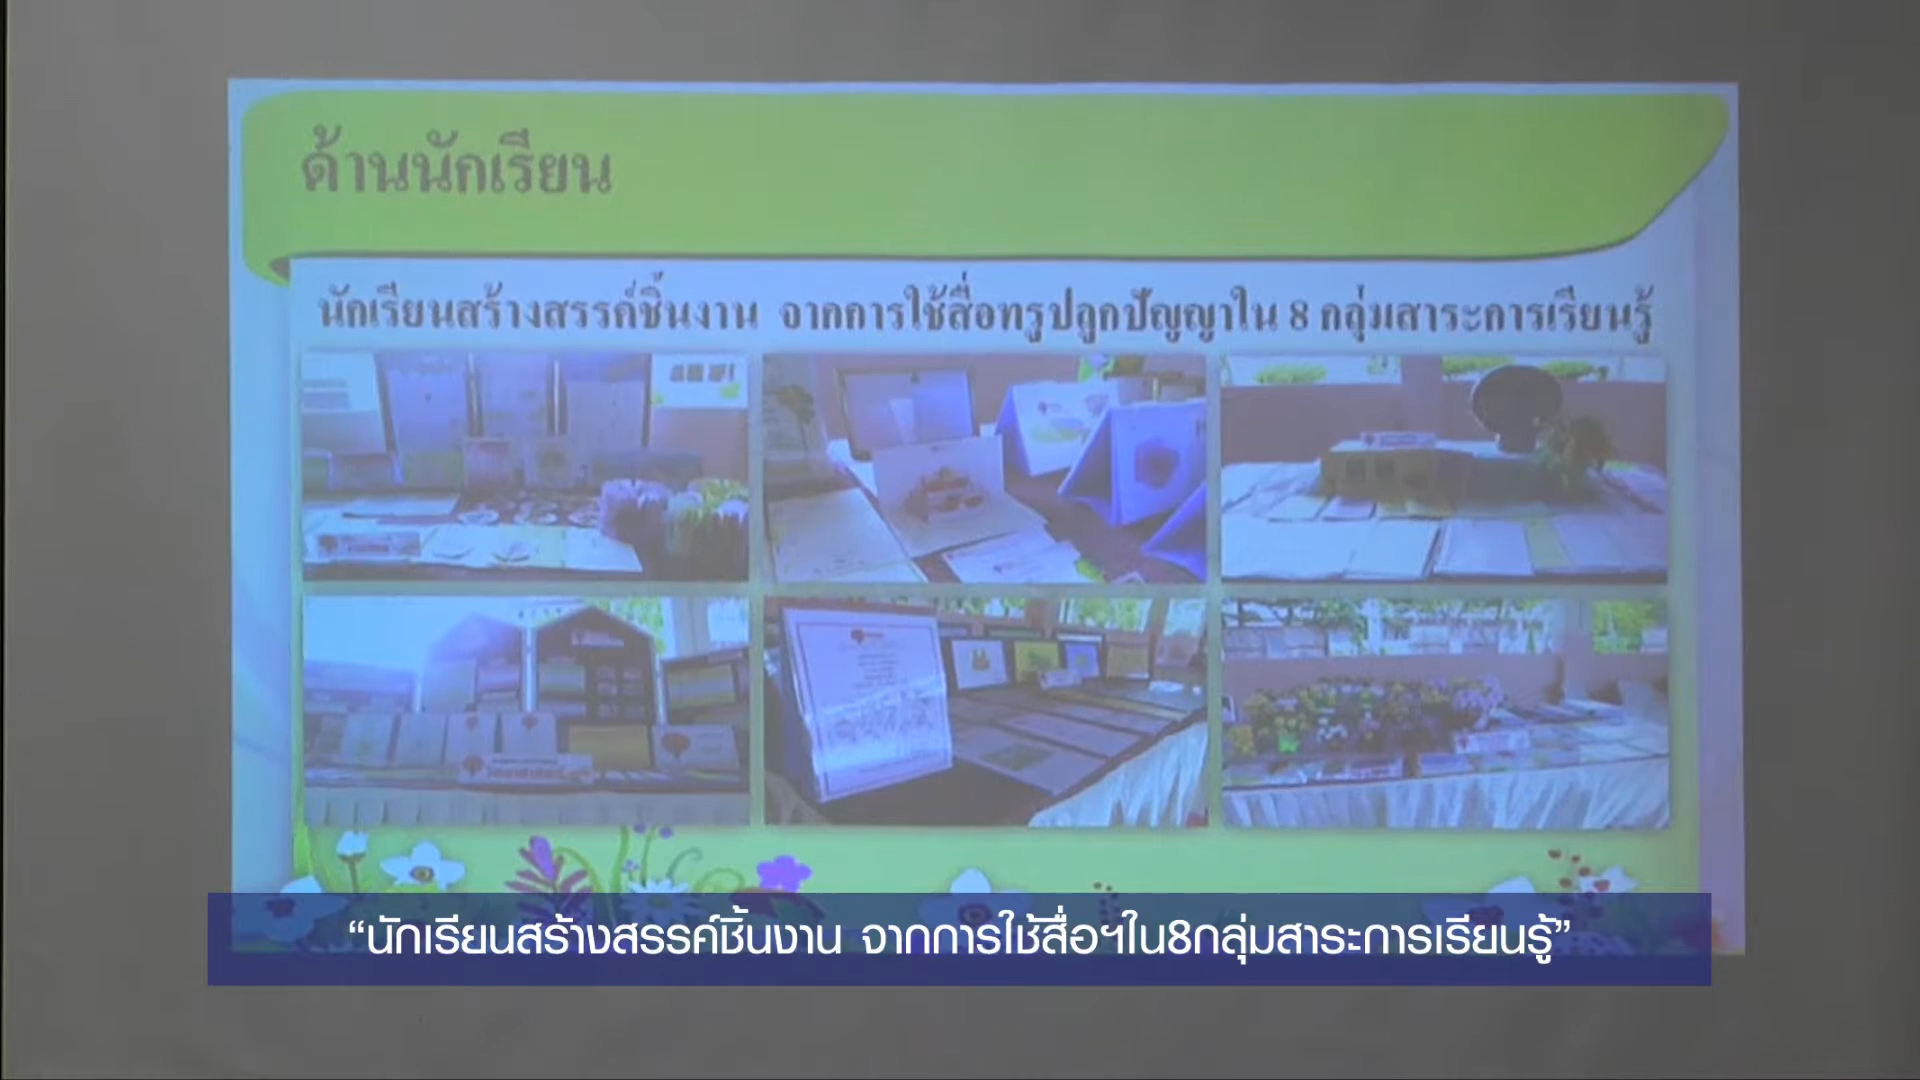 ด้านนักเรียน
นักเรียนสร้างสรรค์ชิ้นงาน จากการใช้สื่อทรูปลูกปัญญาใน 8 กลุ่มสาระการเรียนรู้
“นักเรียนสร้างสรรค์ชิ้นงาน จากการใช้สื่อฯใน8กลุ่มสาระการเรียนรู้”